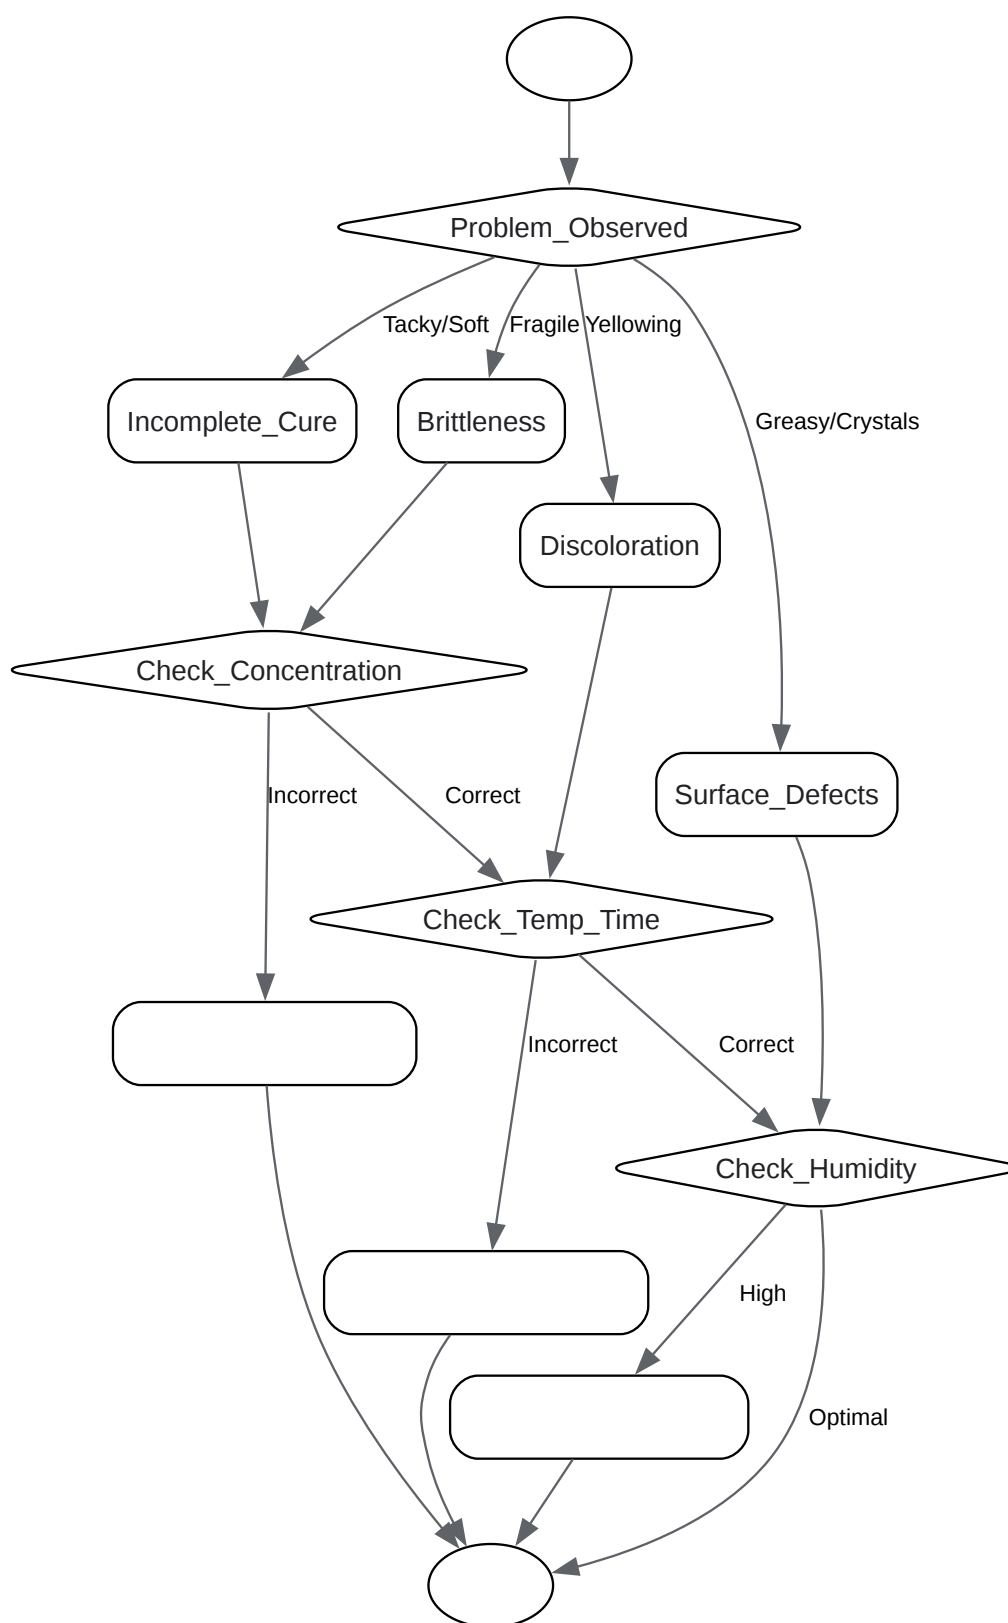 Problem_Observed
Tacky/Soft
Fragile
Yellowing
Greasy/Crystals
Incomplete_Cure
Brittleness
Discoloration
Check_Concentration
Surface_Defects
Incorrect
Correct
Check_Temp_Time
Incorrect
Correct
Check_Humidity
High
Optimal